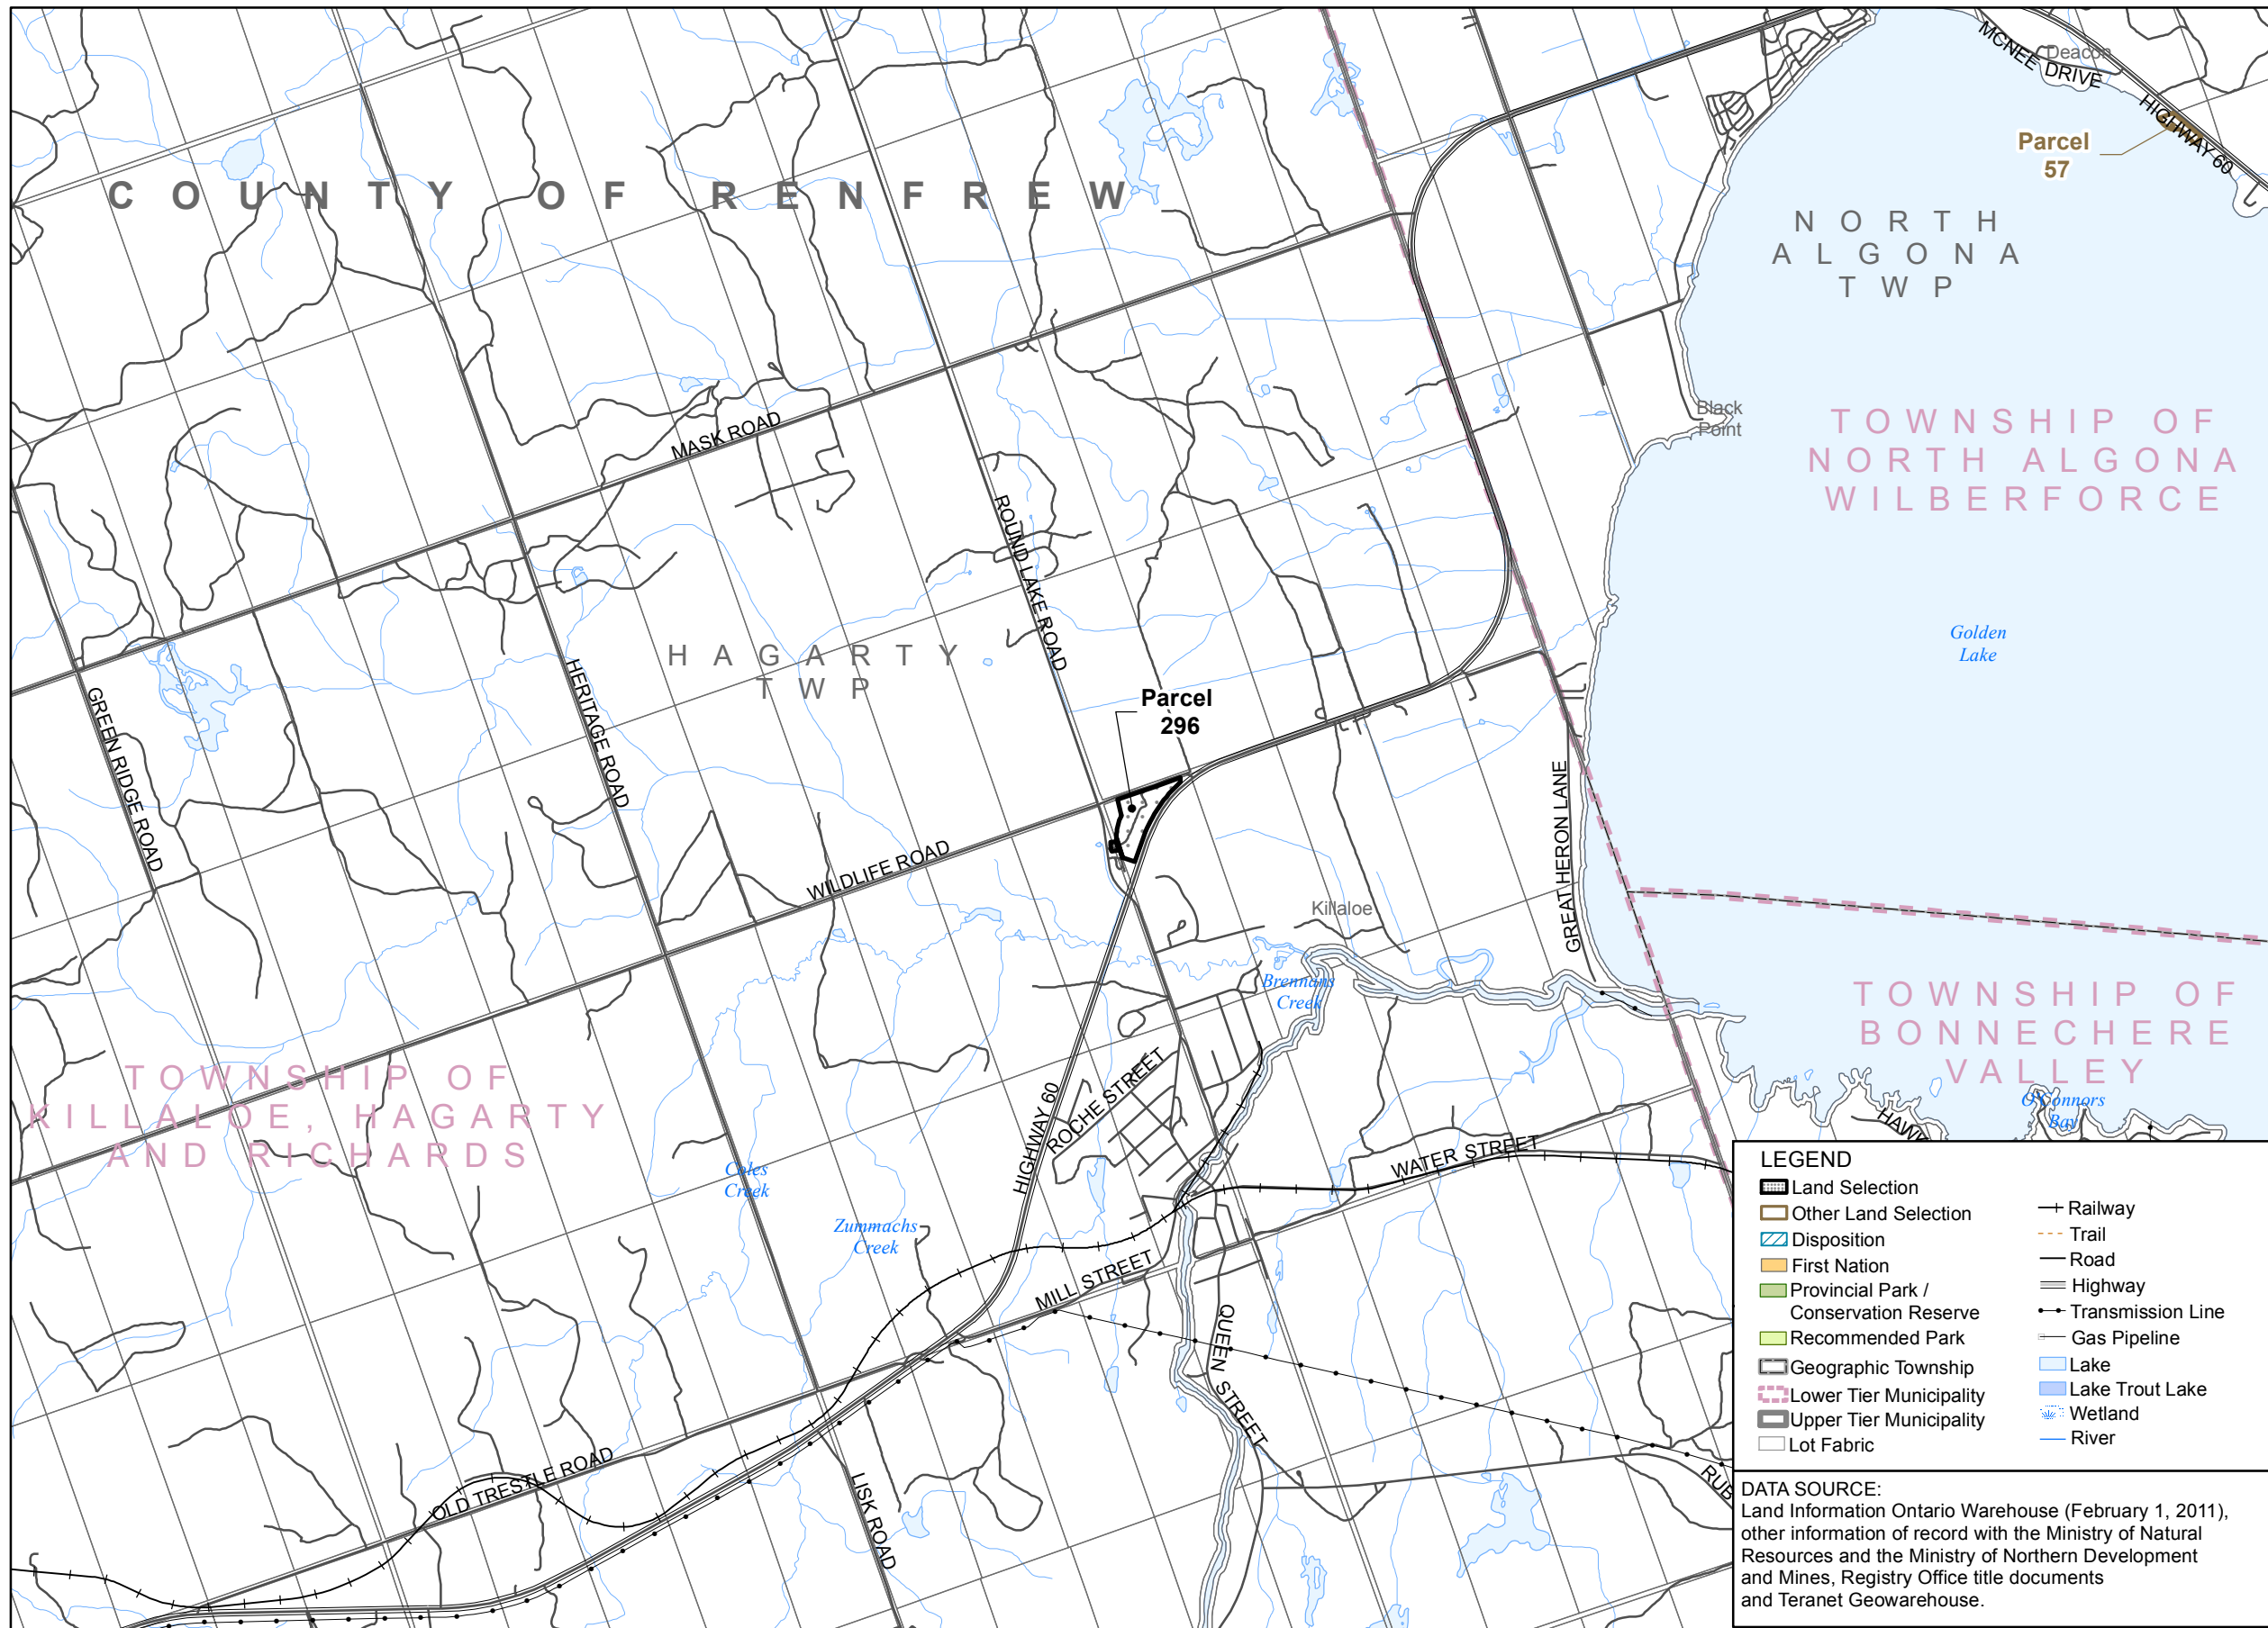 MCNEE DRIVE
Deacon
HIGHWAY 60
Parcel
57
COUNTY OF RENFREW
NORTH
ALGONA
TWP
Black
Point
TOWNSHIP OF
NORTH ALGONA
WILBERFORCE
MASK ROAD
ROUND LAKE ROAD
Golden
Lake
HAGARTY
TWP
HERITAGE ROAD
GREEN RIDGE ROAD
Parcel
296
GREAT HERON LANE
WILDLIFE ROAD
Killaloe
Brennans
Creek
TOWNSHIP OF
BONNECHERE
VALLEY
O'Connors
Bay
TOWNSHIP OF
KILLALOE, HAGARTY
AND RICHARDS
HIGHWAY 60
ROCHE STREET
HAWK
WATER STREET
Coles
Creek
Zummachs
Creek
MILL STREET
QUEEN STREET
OLD TRESTLE ROAD
LISK ROAD
RUB
LEGEND
Land Selection
Other Land Selection
Disposition
First Nation
Provincial Park /
Conservation Reserve
Recommended Park
Geographic Township
Lower Tier Municipality
Upper Tier Municipality
Lot Fabric
Railway
Trail
Road
Highway
Transmission Line
Gas Pipeline
Lake
Lake Trout Lake
Wetland
River
DATA SOURCE:
Land Information Ontario Warehouse (February 1, 2011),
other information of record with the Ministry of Natural
Resources and the Ministry of Northern Development
and Mines, Registry Office title documents
and Teranet Geowarehouse.